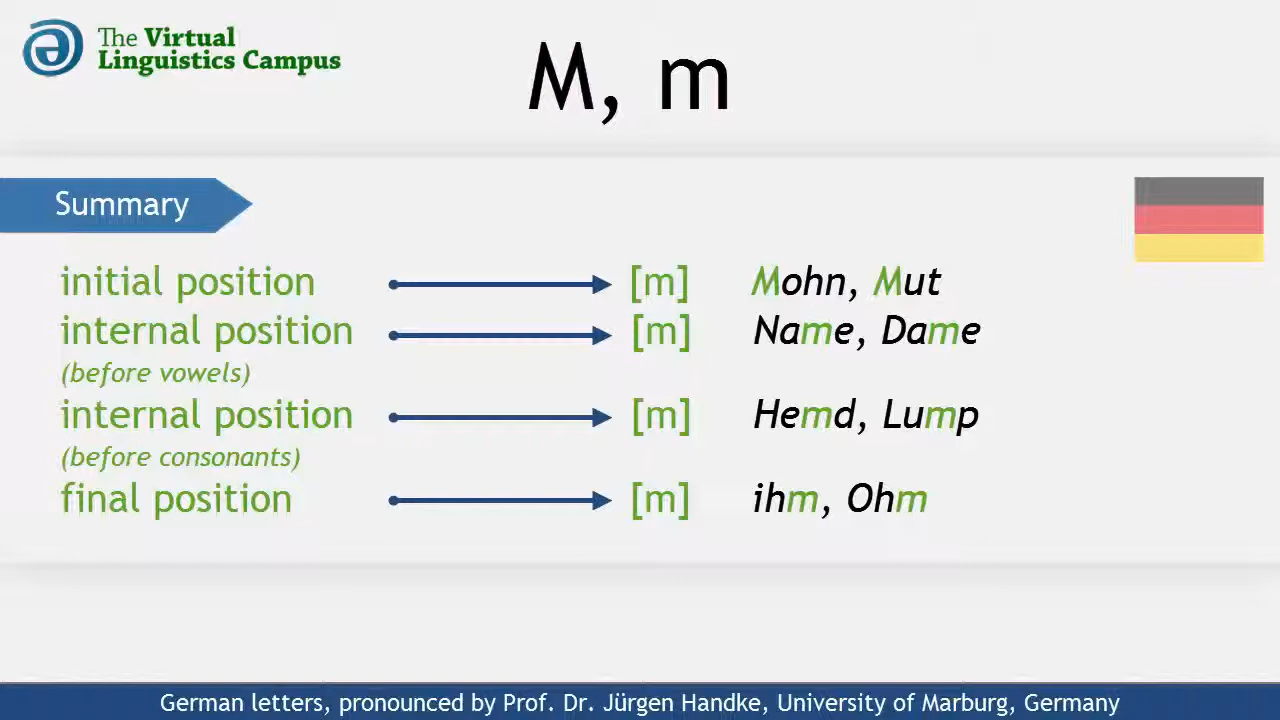 The Virtual
Linguistics Campus
M, m
Summary
initial position [m] Mohn, Mut
internal position [m] Name, Dame
(before vowels)
internal position [m] Hemd, Lump
(before consonants)
final position [m] ihm, Ohm
German letters, pronounced by Prof. Dr. Jürgen Handke, University of Marburg, Germany